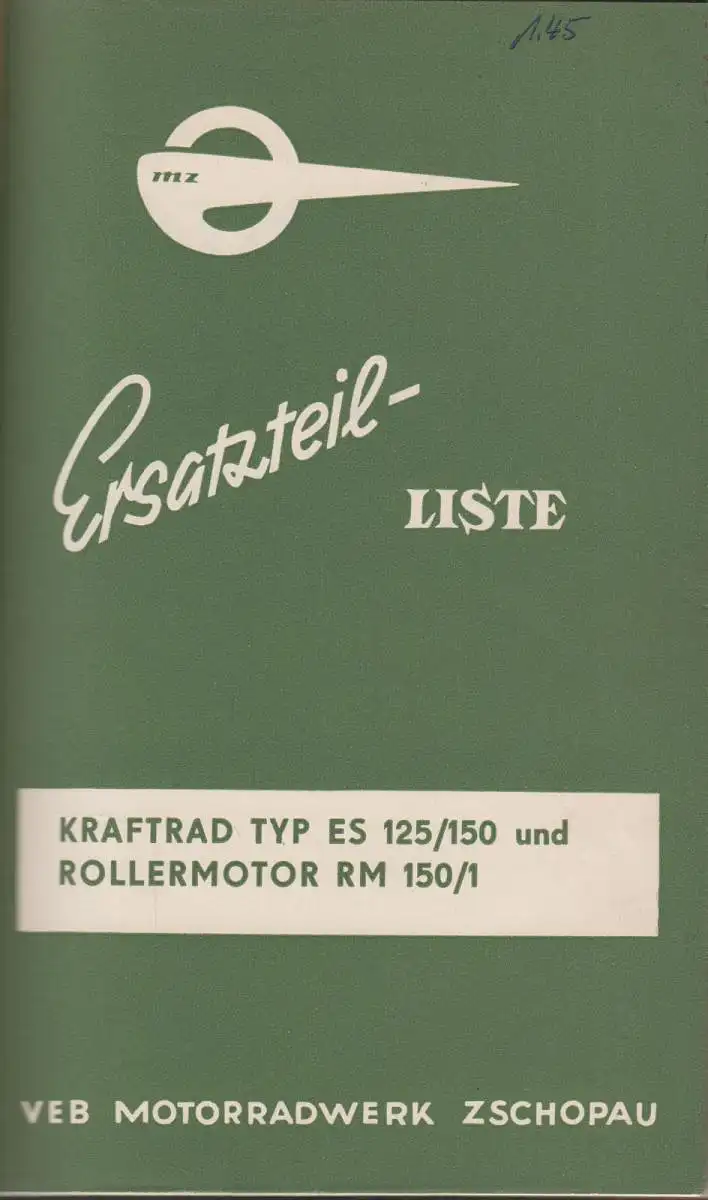 1.45
mz
Ersatzteil-
LISTE
KRAFTRAD TYP ES 125/150 und
ROLLERMOTOR RM 150/1
VEB MOTORRADWERK ZSCHOPAU